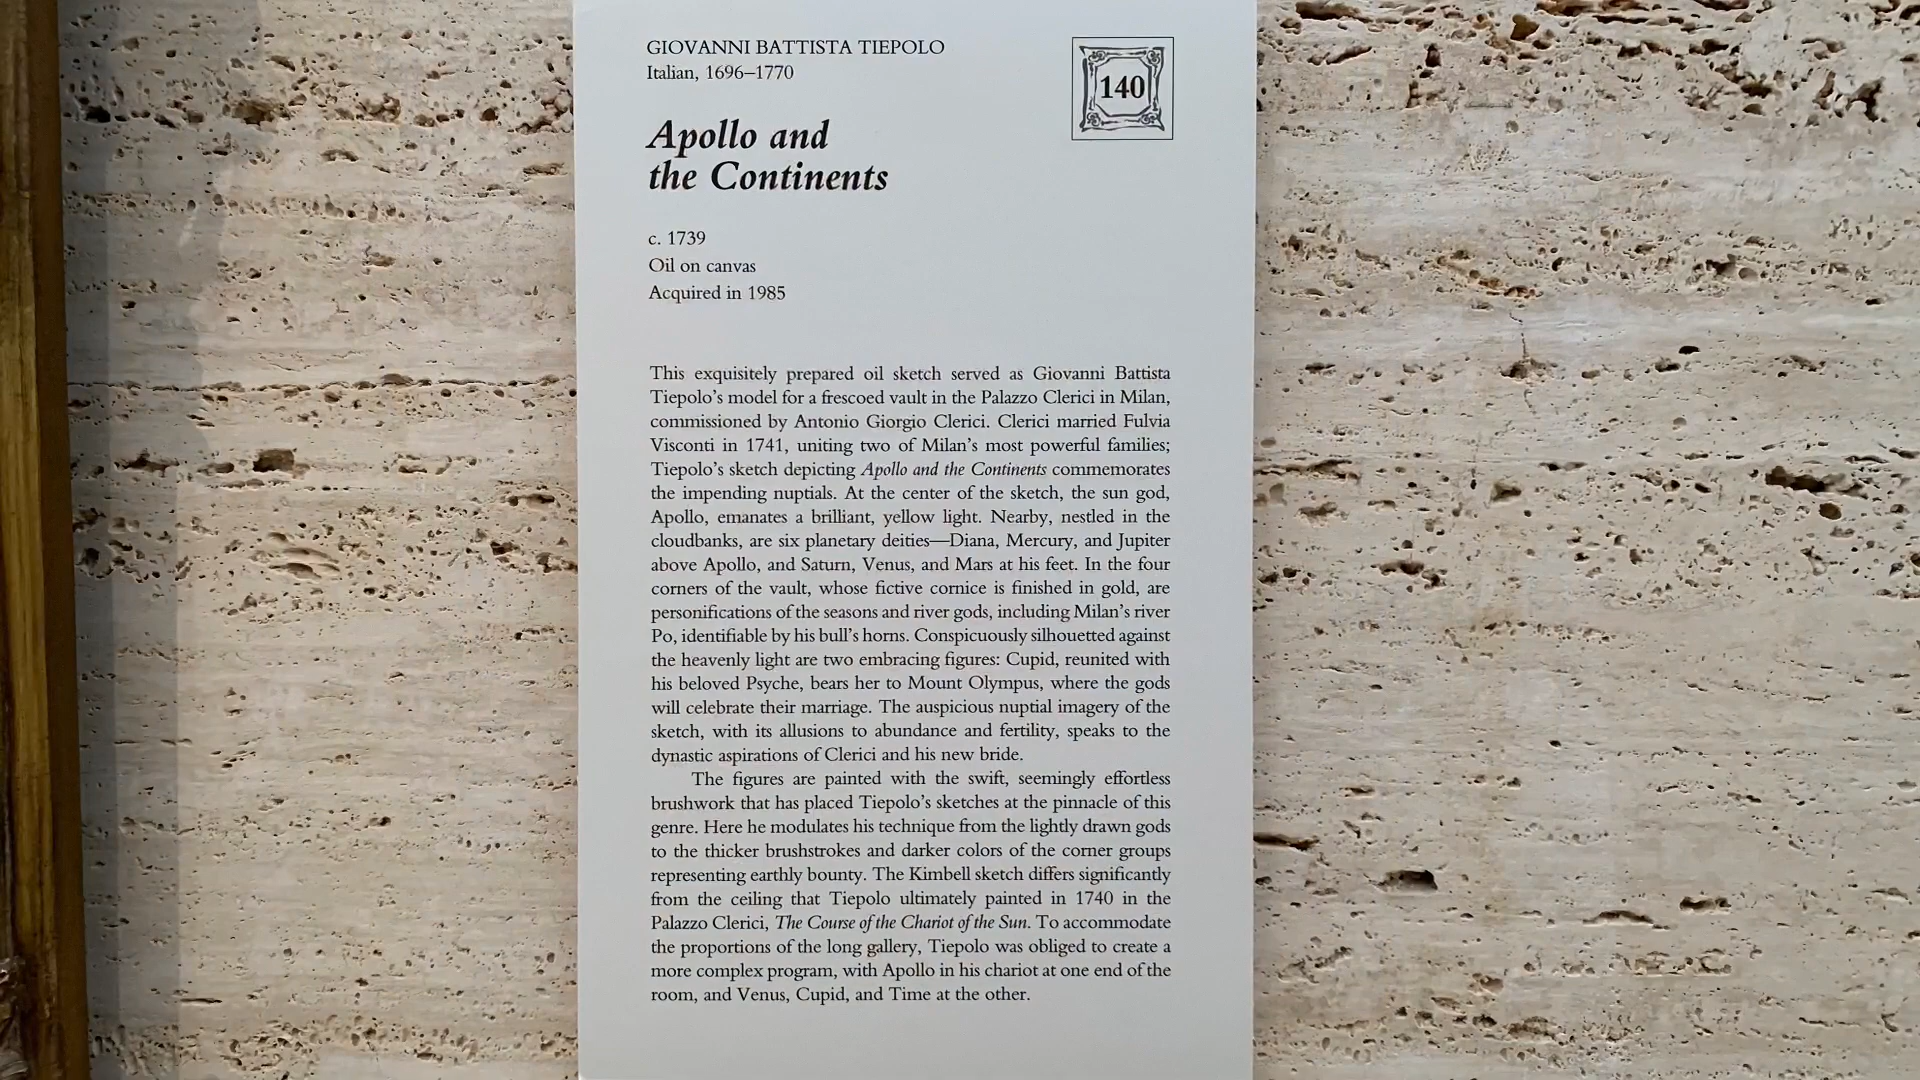 GIOVANNI BATTISTA TIEPOLO
Italian, 1696–1770
140
Apollo and
the Continents
c. 1739
Oil on canvas
Acquired in 1985
This exquisitely prepared oil sketch served as Giovanni Battista
Tiepolo’s model for a frescoed vault in the Palazzo Clerici in Milan,
commissioned by Antonio Giorgio Clerici. Clerici married Fulvia
Visconti in 1741, uniting two of Milan’s most powerful families;
Tiepolo’s sketch depicting Apollo and the Continents commemorates
the impending nuptials. At the center of the sketch, the sun god,
Apollo, emanates a brilliant, yellow light. Nearby, nestled in the
cloudbanks, are six planetary deities—Diana, Mercury, and Jupiter
above Apollo, and Saturn, Venus, and Mars at his feet. In the four
corners of the vault, whose fictive cornice is finished in gold, are
personifications of the seasons and river gods, including Milan’s river
Po, identifiable by his bull’s horns. Conspicuously silhouetted against
the heavenly light are two embracing figures: Cupid, reunited with
his beloved Psyche, bears her to Mount Olympus, where the gods
will celebrate their marriage. The auspicious nuptial imagery of the
sketch, with its allusions to abundance and fertility, speaks to the
dynastic aspirations of Clerici and his new bride.
The figures are painted with the swift, seemingly effortless
brushwork that has placed Tiepolo’s sketches at the pinnacle of this
genre. Here he modulates his technique from the lightly drawn gods
to the thicker brushstrokes and darker colors of the corner groups
representing earthly bounty. The Kimbell sketch differs significantly
from the ceiling that Tiepolo ultimately painted in 1740 in the
Palazzo Clerici, The Course of the Chariot of the Sun. To accommodate
the proportions of the long gallery, Tiepolo was obliged to create a
more complex program, with Apollo in his chariot at one end of the
room, and Venus, Cupid, and Time at the other.